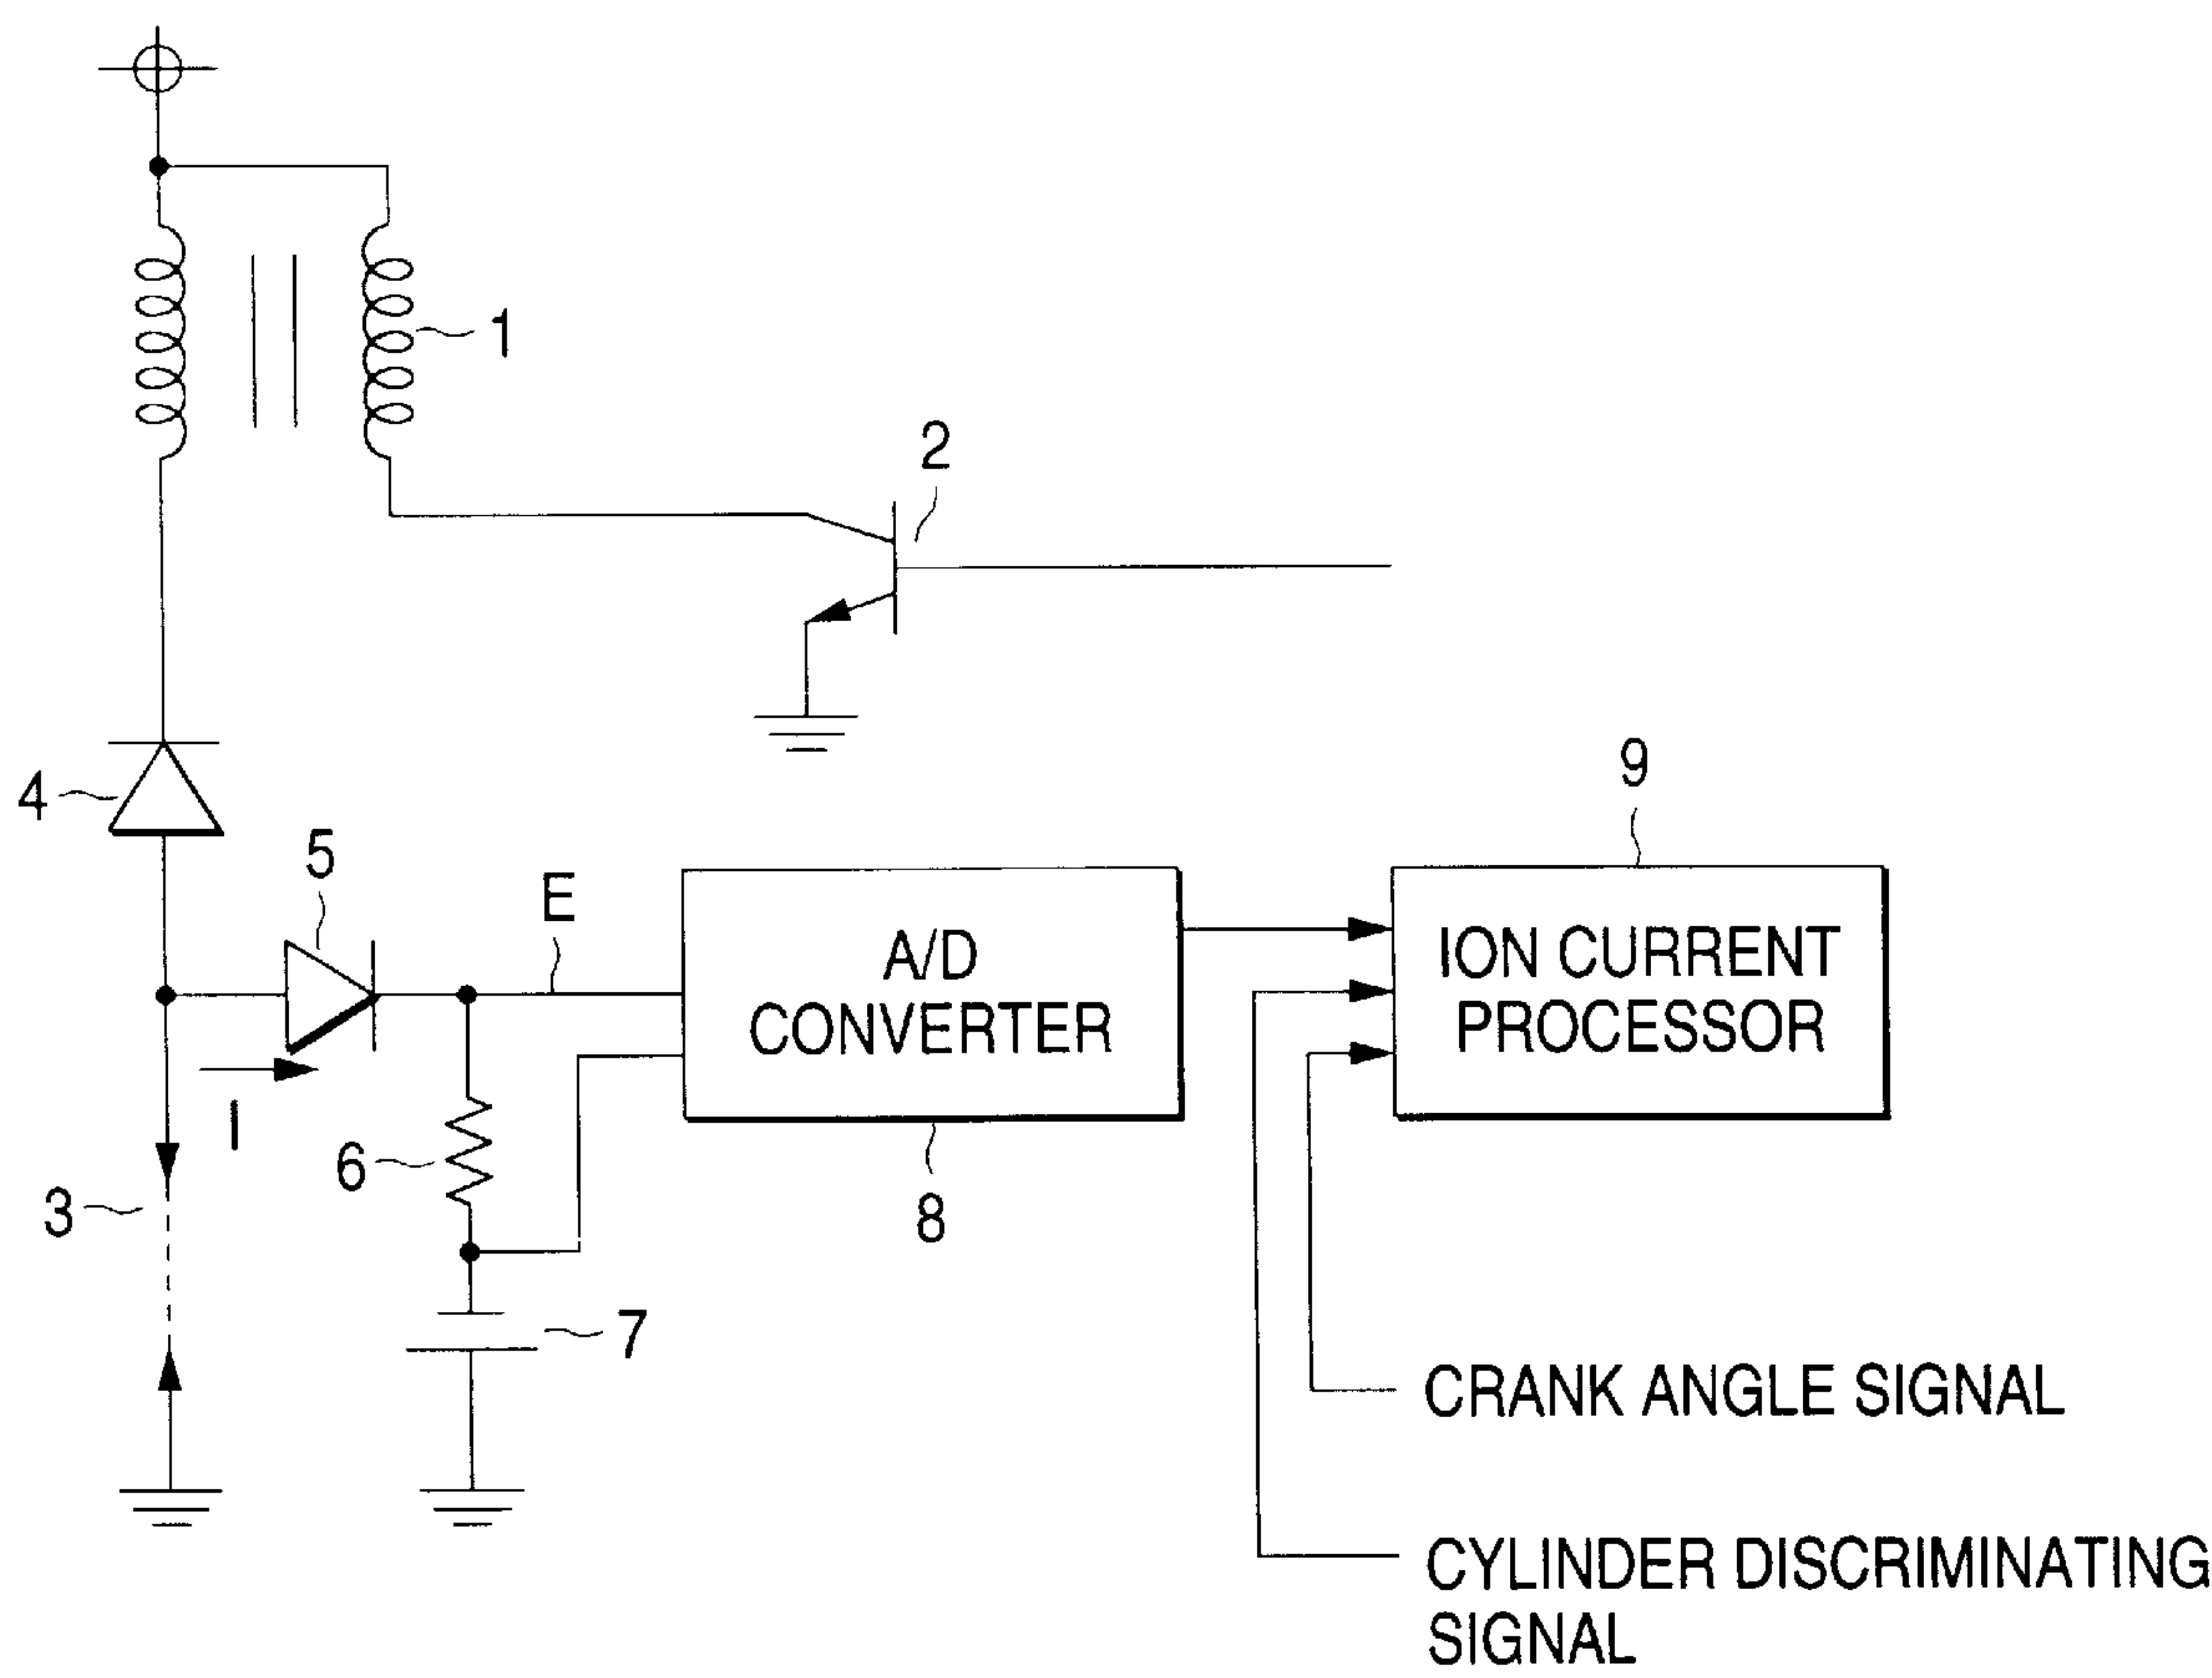 1
2
4
5
E
9
A/D
CONVERTER
ION CURRENT
PROCESSOR
I
3
6
8
7
CRANK ANGLE SIGNAL
CYLINDER DISCRIMINATING
SIGNAL